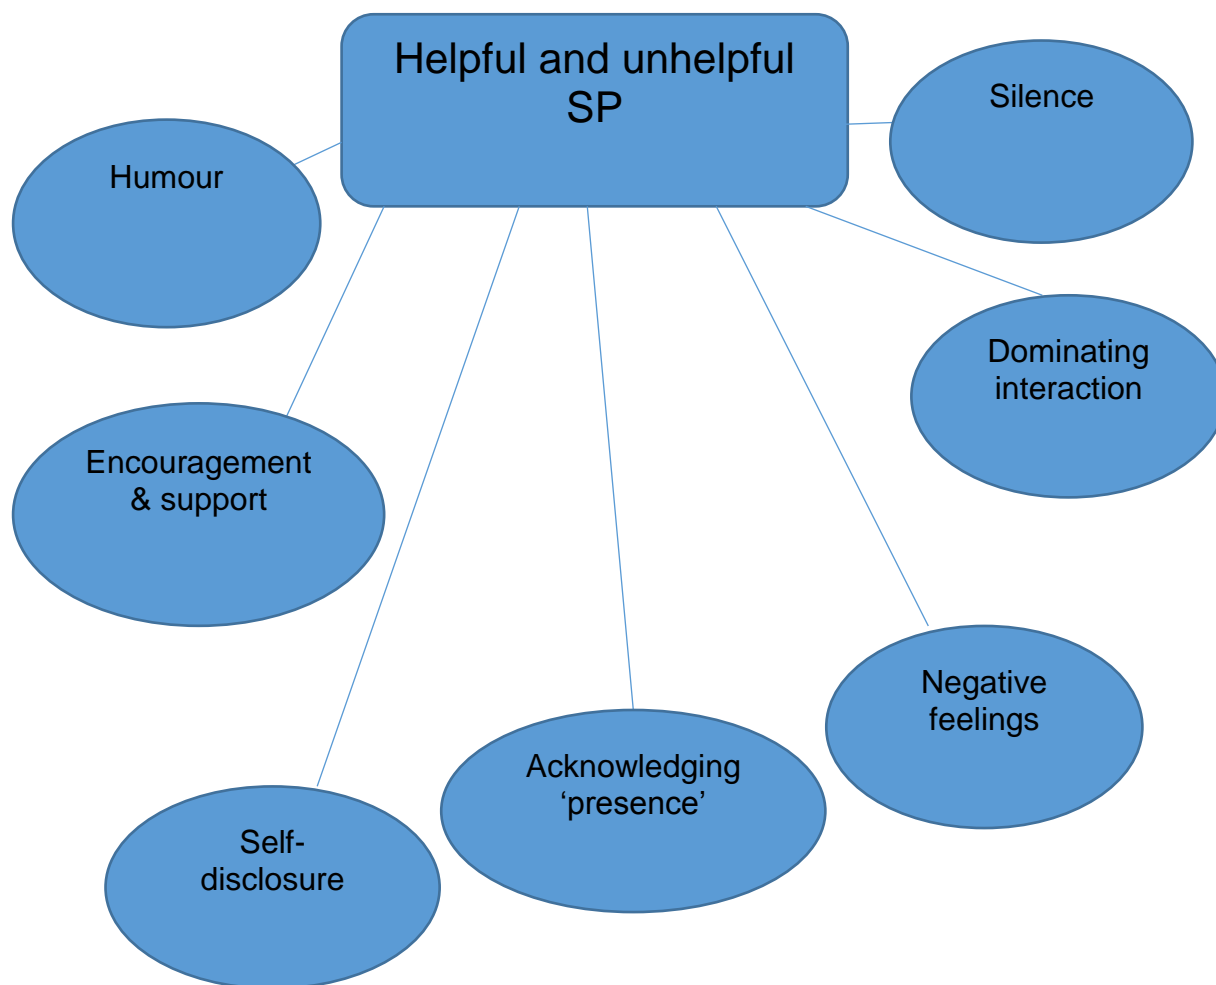 Helpful and unhelpful
SP
Silence
Humour
Dominating
interaction
Encouragement
& support
Negative
feelings
Acknowledging
‘presence’
Self-
disclosure